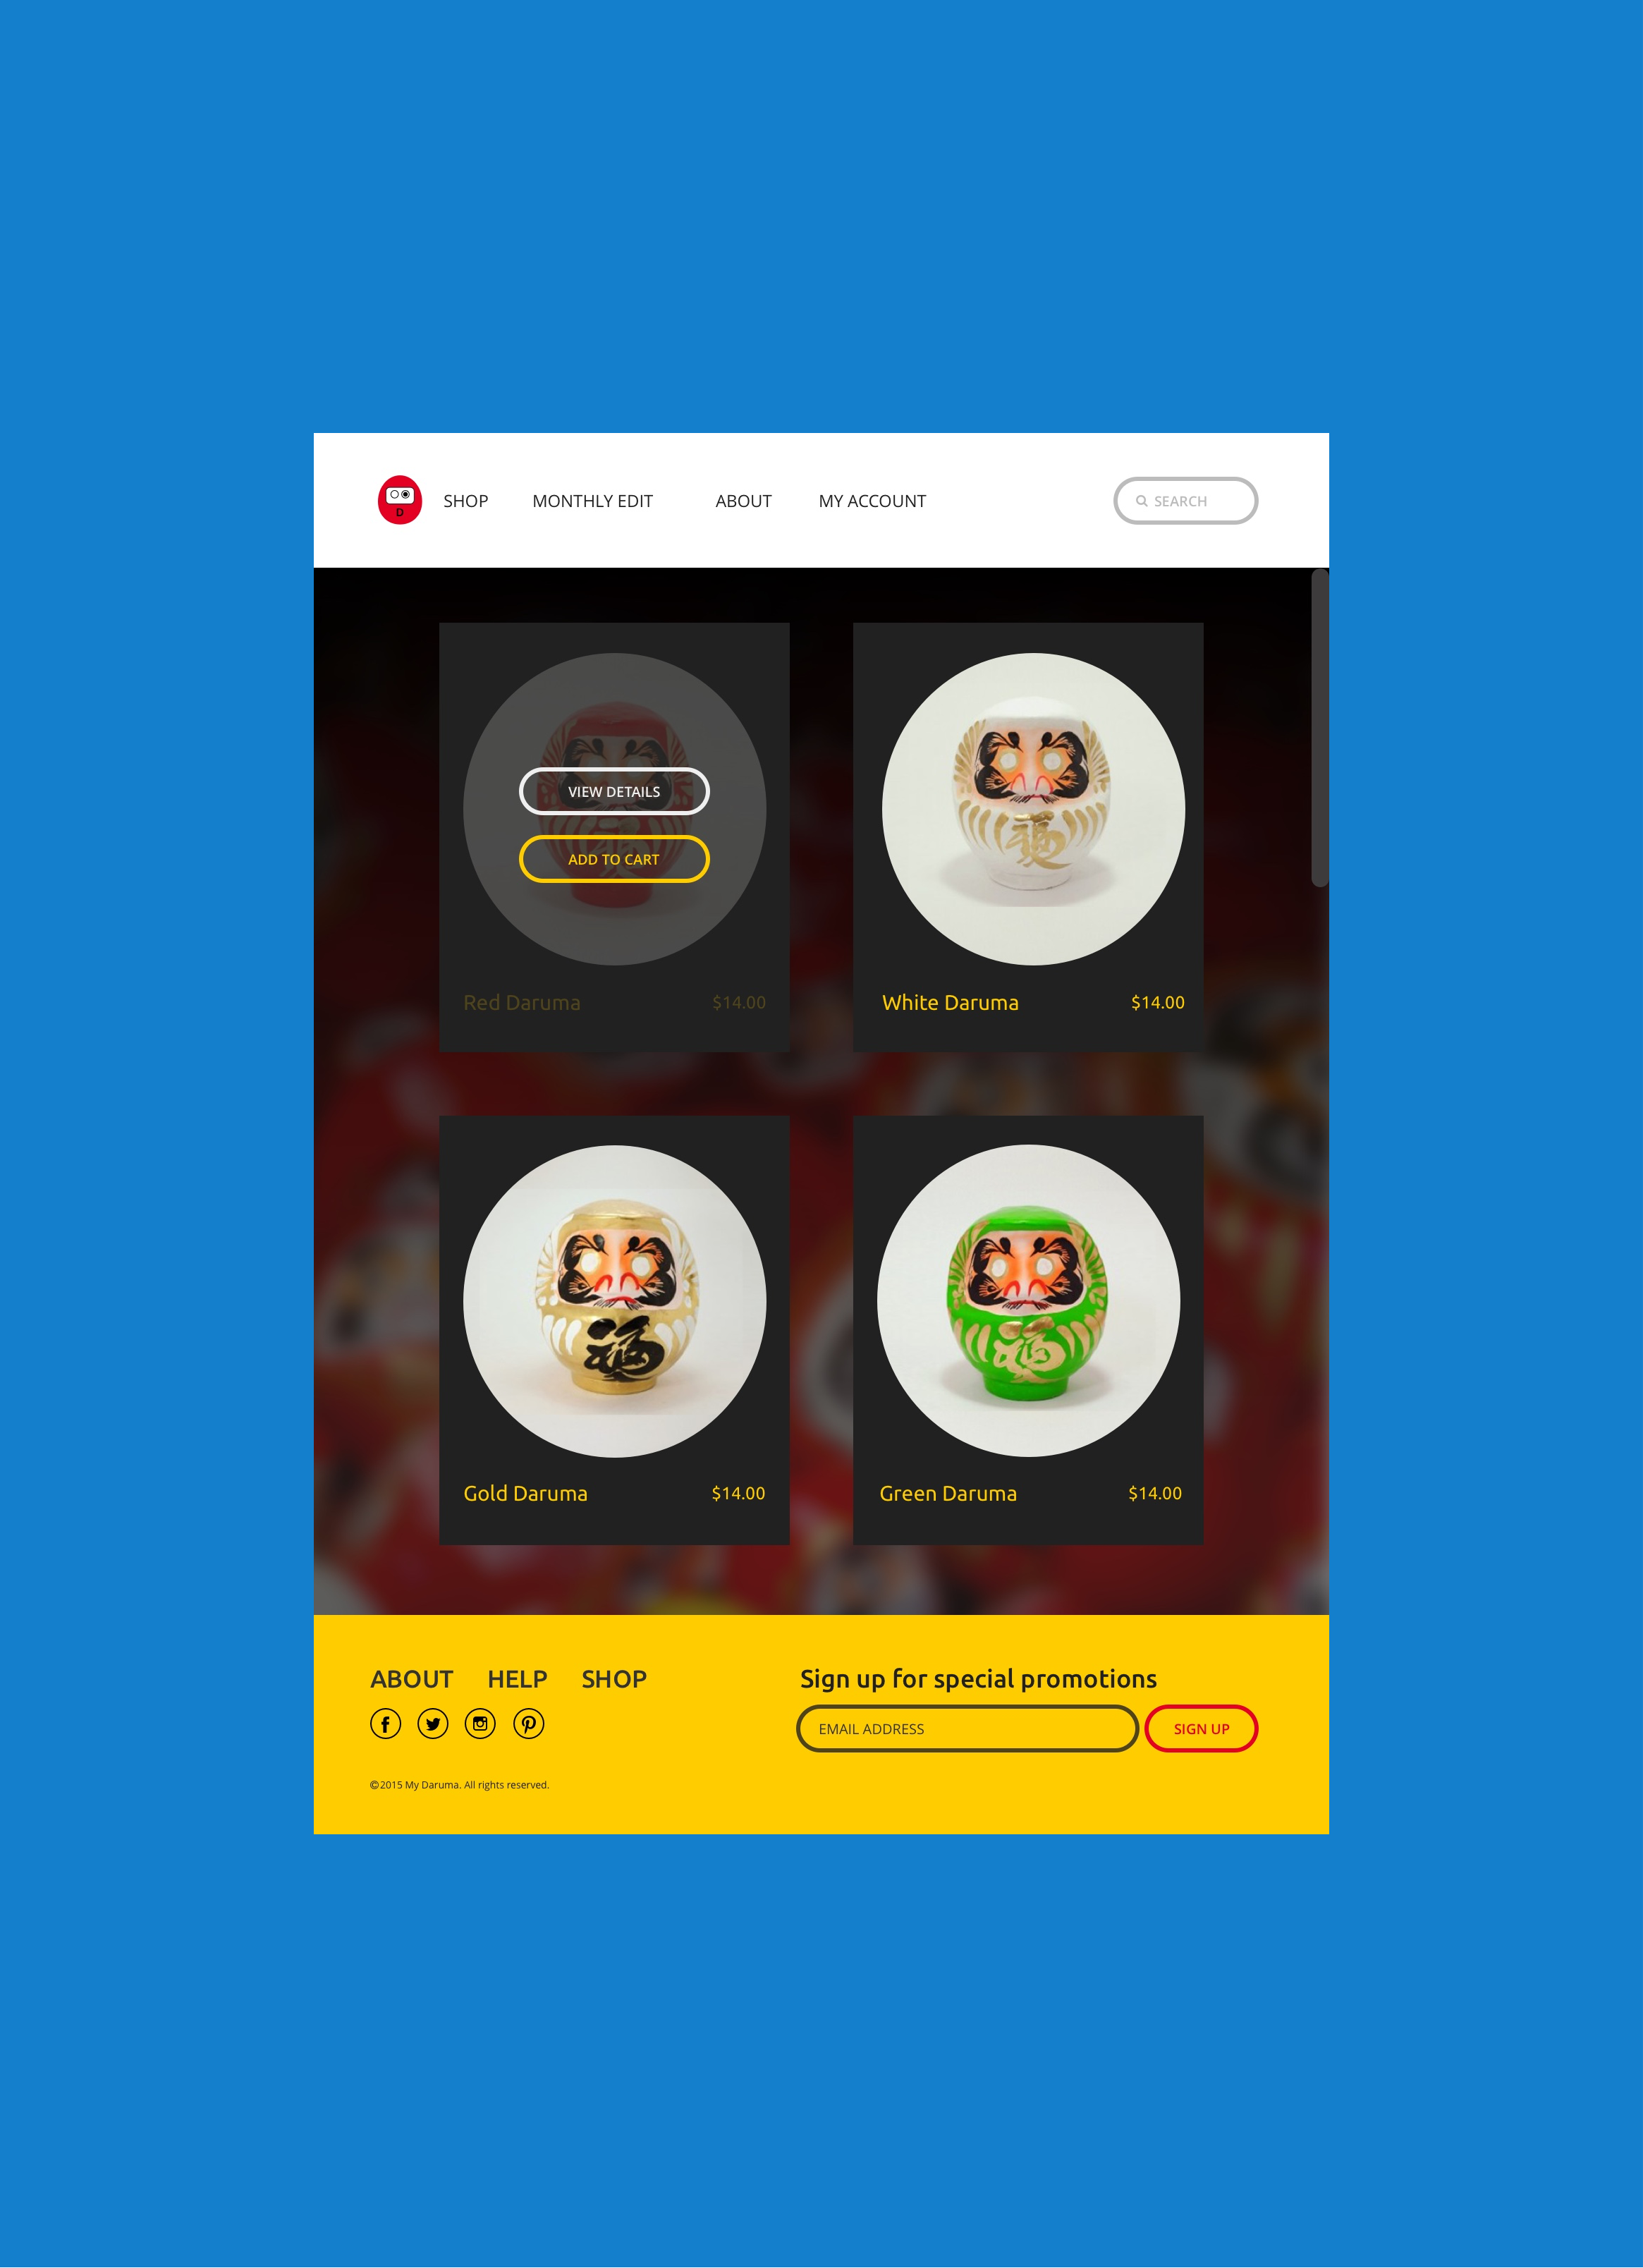 D
SHOP MONTHLY EDIT ABOUT MY ACCOUNT SEARCH
VIEW DETAILS
ADD TO CART
福
Red Daruma $14.00
White Daruma $14.00
福
福
Gold Daruma $14.00
Green Daruma $14.00
ABOUT HELP SHOP
Sign up for special promotions
EMAIL ADDRESS SIGN UP
©2015 My Daruma. All rights reserved.